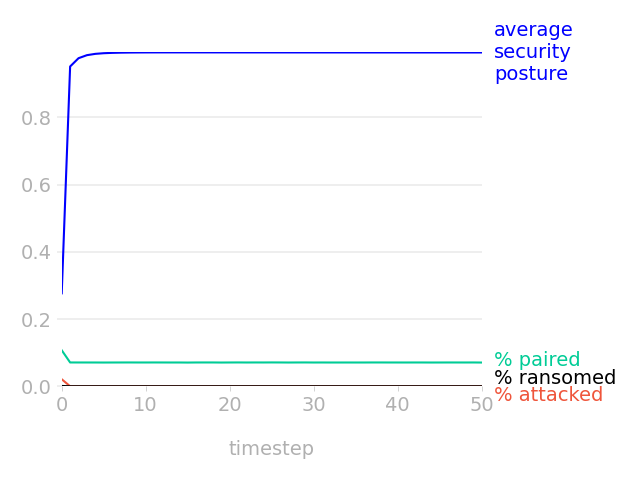 average
security
posture
0.8
0.6
0.4
0.2
0.0
% paired
% ransomed
% attacked
0 10 20 30 40 50
timestep